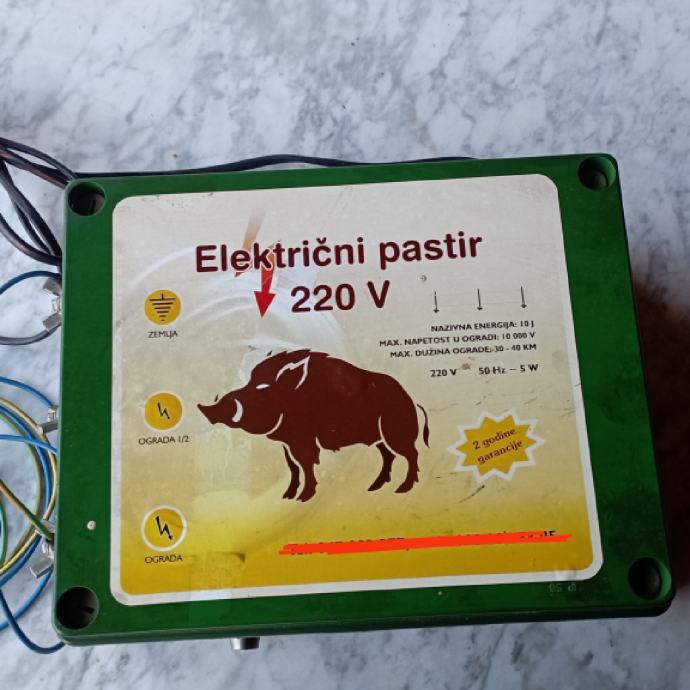 Električni pastir
220 V
ZEMLJA
NAZIVNA ENERGIJA: 10 J
MAX. NAPETOST U OGRADI: 10 000 V
MAX. DUŽINA OGRADE: 30 - 40 KM
220 V 50 Hz – 5 W
OGRADA 1/2
2 godine
garancije
OGRADA